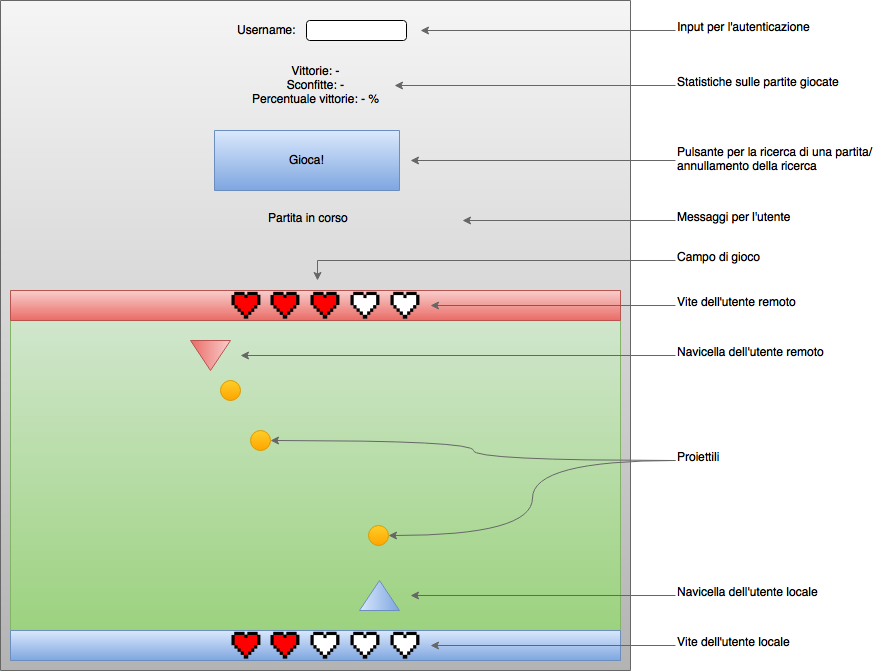 Username:
Input per l'autenticazione
Vittorie: -
Sconfitte: -
Percentuale vittorie: - %
Statistiche sulle partite giocate
Gioca!
Pulsante per la ricerca di una partita/
annullamento della ricerca
Partita in corso
Messaggi per l'utente
Campo di gioco
Vite dell'utente remoto
Navicella dell'utente remoto
Proiettili
Navicella dell'utente locale
Vite dell'utente locale